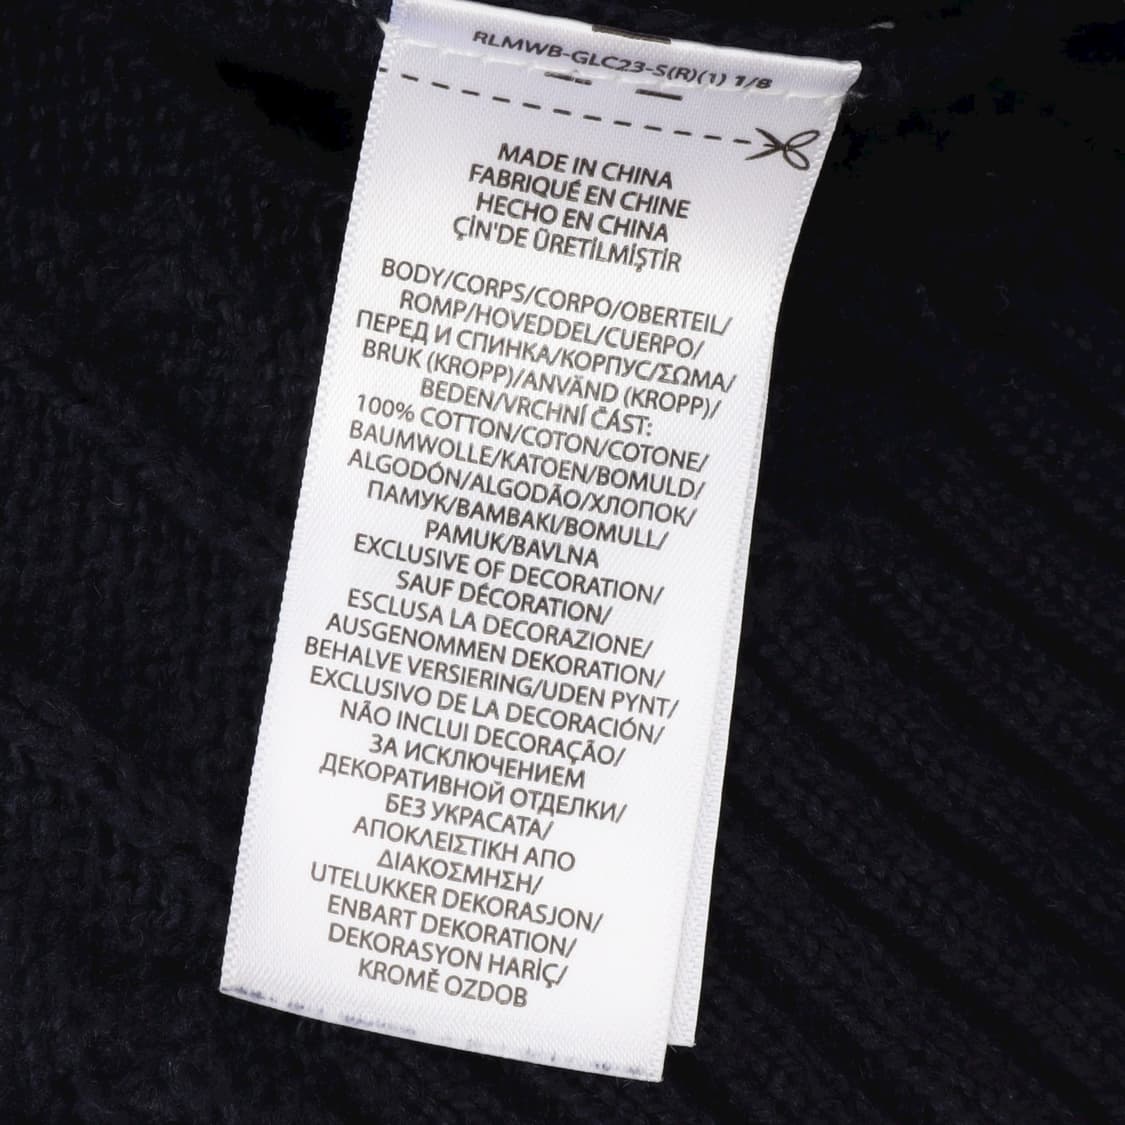 RLMWB-GLC23-S(R)(1) 1/8
MADE IN CHINA
FABRIQUÉ EN CHINE
HECHO EN CHINA
ÇİN'DE ÜRETİLMİŞTİR
BODY/CORPS/CORPO/OBERTEIL/
ROMP/HOVEDDEL/CUERPO/
ПЕРЕД И СПИНКА/КОРПУС/ΣΩΜΑ/
BRUK (KROPP)/ANVÄND (KROPP)/
BEDEN/VRCHNÍ ČÁST:
100% COTTON/COTON/COTONE/
BAUMWOLLE/KATOEN/BOMULD/
ALGODÓN/ALGODÃO/ХЛОПОК/
ПАМУК/ΒΑΜΒΑΚΙ/BOMULL/
PAMUK/BAVLNA
EXCLUSIVE OF DECORATION/
SAUF DÉCORATION/
ESCLUSA LA DECORAZIONE/
AUSGENOMMEN DEKORATION/
BEHALVE VERSIERING/UDEN PYNT/
EXCLUSIVO DE LA DECORACIÓN/
NÃO INCLUI DECORAÇÃO/
ЗА ИСКЛЮЧЕНИЕМ
ДЕКОРАТИВНОЙ ОТДЕЛКИ/
БЕЗ УКРАСАТА/
ΑΠΟΚΛΕΙΣΤΙΚΗ ΑΠΟ
ΔΙΑΚΟΣΜΗΣΗ/
UTELUKKER DEKORASJON/
ENBART DEKORATION/
DEKORASYON HARİÇ/
KROMĚ OZDOB